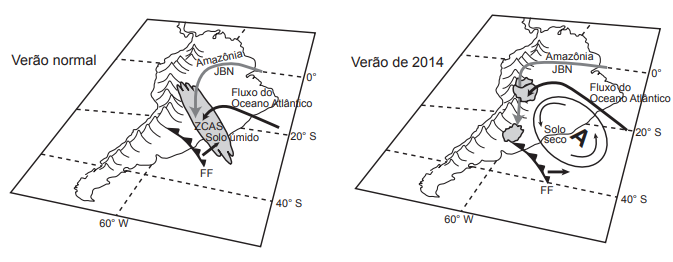 Verão normal
Amazônia
JBN
0°
Fluxo do
Oceano Atlântico
ZCAS
Solo úmido
20° S
FF
40° S
60° W
Verão de 2014
Amazônia
JBN
0°
Fluxo do
Oceano Atlântico
20° S
Solo
seco
A
FF
40° S
60° W